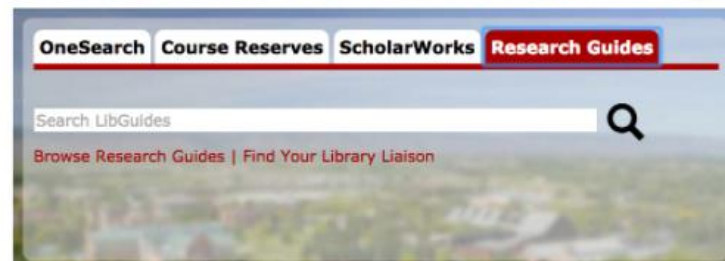 OneSearch Course Reserves ScholarWorks Research Guides
Search LibGuides
Browse Research Guides | Find Your Library Liaison